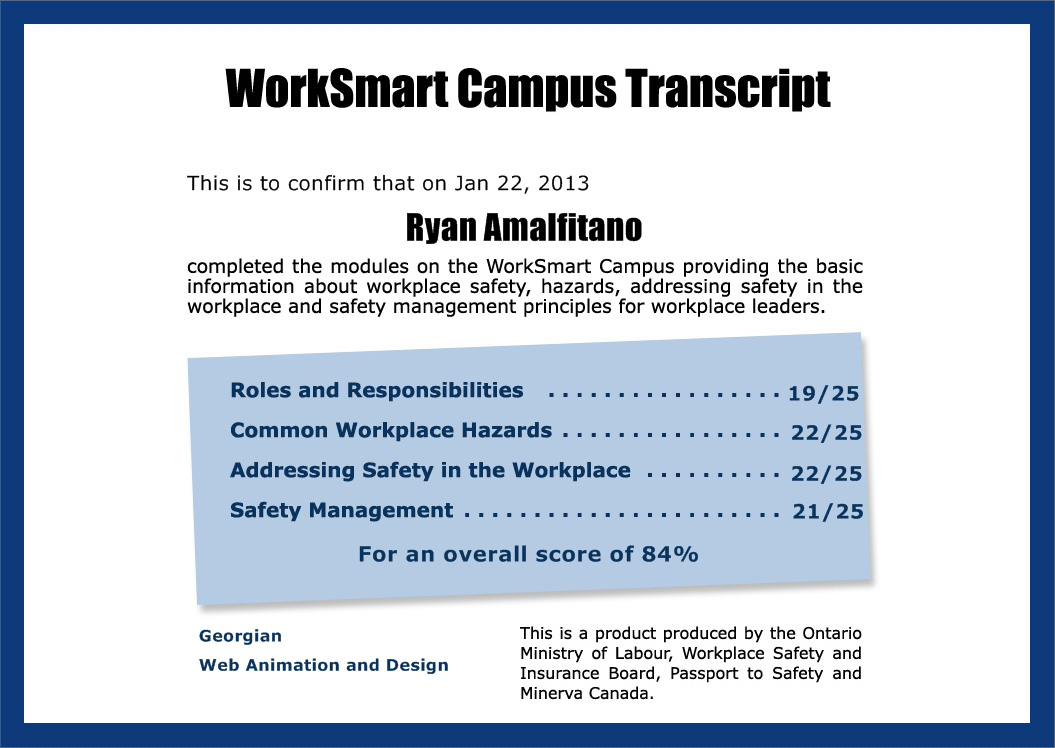 WorkSmart Campus Transcript
This is to confirm that on Jan 22, 2013
Ryan Amalfitano
completed the modules on the WorkSmart Campus providing the basic
information about workplace safety, hazards, addressing safety in the
workplace and safety management principles for workplace leaders.
Roles and Responsibilities . . . . . . . . . . . . . . . . . 19/25
Common Workplace Hazards . . . . . . . . . . . . . . . . 22/25
Addressing Safety in the Workplace . . . . . . . . . . 22/25
Safety Management . . . . . . . . . . . . . . . . . . . . . . . 21/25
For an overall score of 84%
Georgian
Web Animation and Design
This is a product produced by the Ontario
Ministry of Labour, Workplace Safety and
Insurance Board, Passport to Safety and
Minerva Canada.